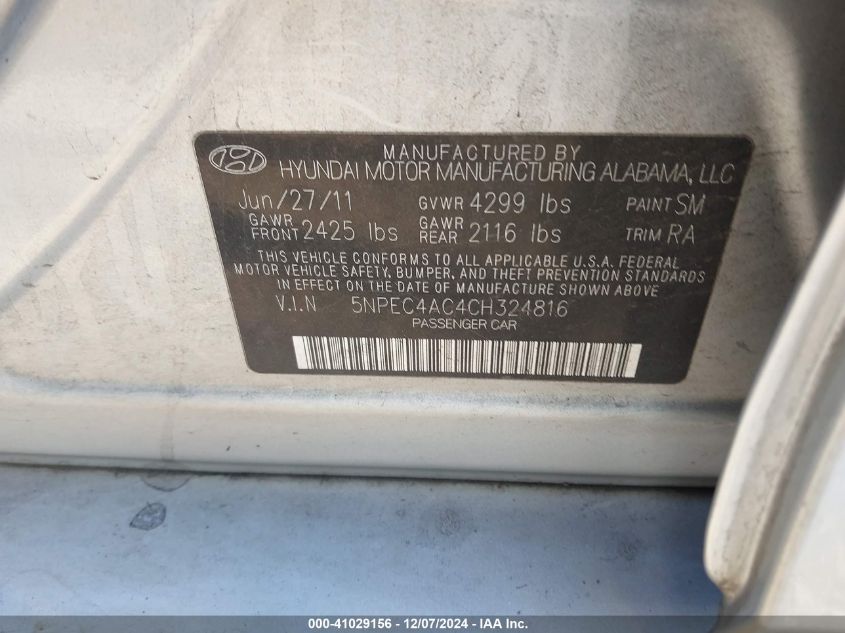 MANUFACTURED BY
HYUNDAI MOTOR MANUFACTURING ALABAMA, LLC
Jun/27/11 GVWR 4299 lbs PAINT SM
GAWR FRONT 2425 lbs GAWR REAR 2116 lbs TRIM RA
THIS VEHICLE CONFORMS TO ALL APPLICABLE U.S.A. FEDERAL
MOTOR VEHICLE SAFETY, BUMPER, AND THEFT PREVENTION STANDARDS
IN EFFECT ON THE DATE OF MANUFACTURE SHOWN ABOVE.
V.I.N 5NPEC4AC4CH324816
PASSENGER CAR
000-41029156 - 12/07/2024 - IAA Inc.